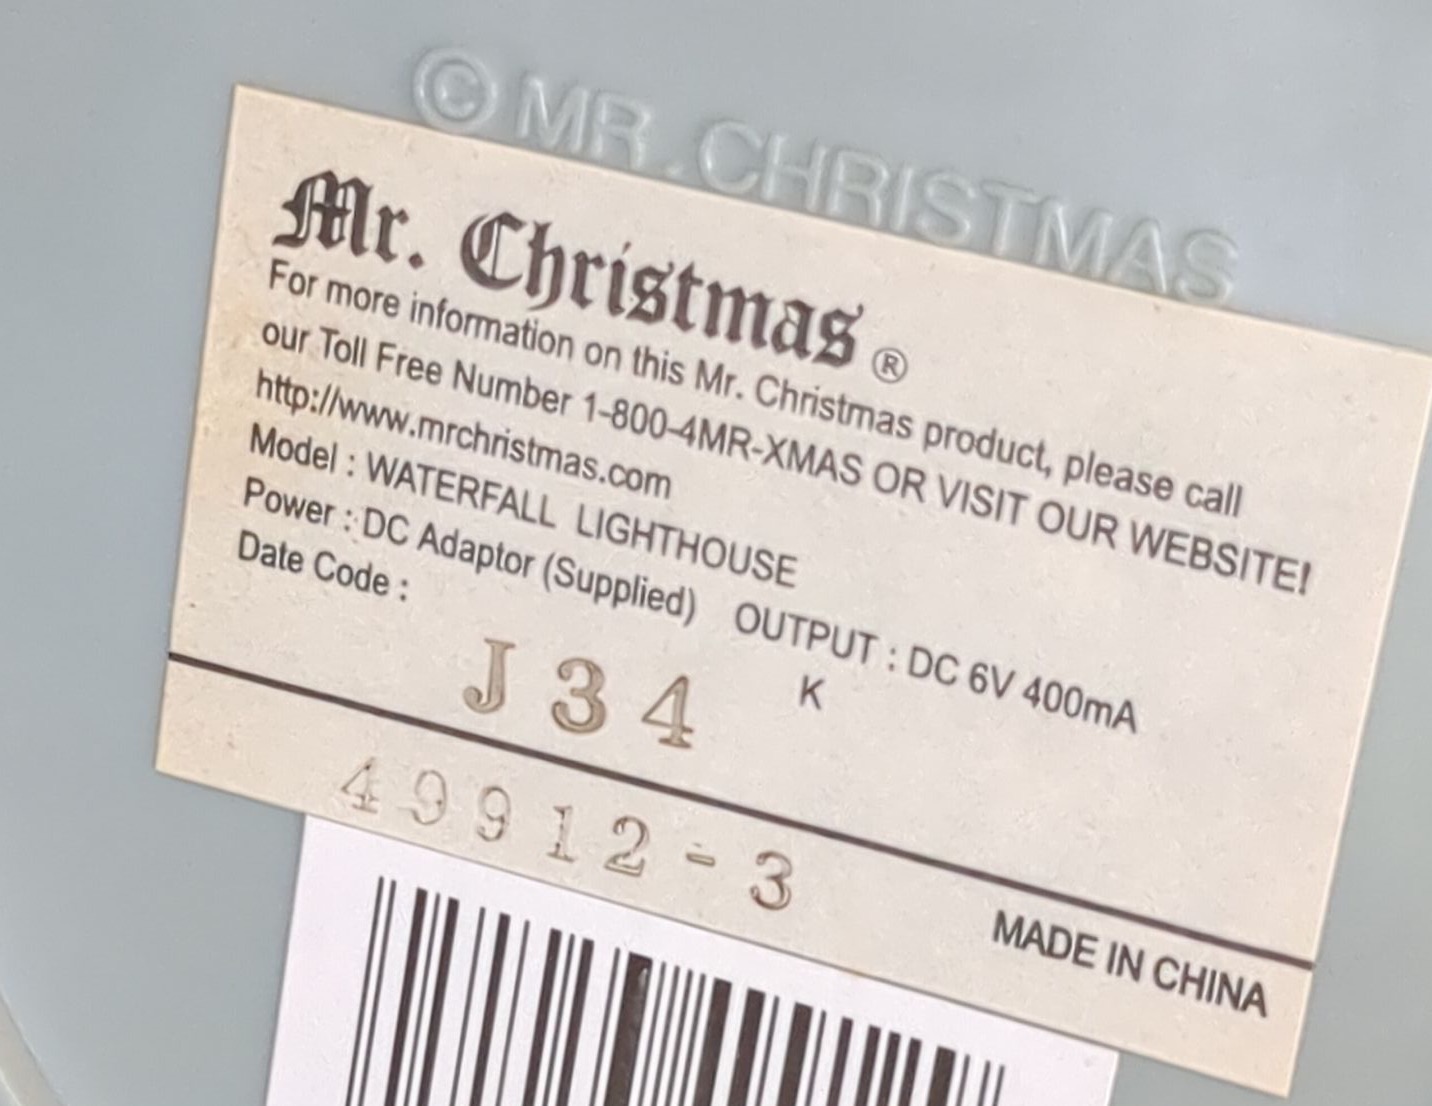 © MR. CHRISTMAS
Mr. Christmas ®
For more information on this Mr. Christmas product, please call
our Toll Free Number 1-800-4MR-XMAS OR VISIT OUR WEBSITE!
http://www.mrchristmas.com
Model : WATERFALL LIGHTHOUSE
Power : DC Adaptor (Supplied) OUTPUT : DC 6V 400mA
Date Code : K
J 3 4
49912-3
MADE IN CHINA